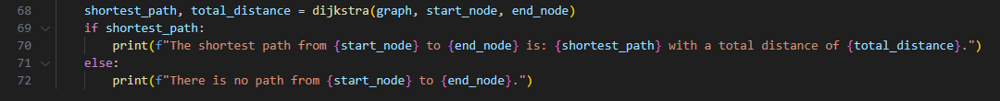 68 shortest_path, total_distance = dijkstra(graph, start_node, end_node)
69 if shortest_path:
70 print(f"The shortest path from {start_node} to {end_node} is: {shortest_path} with a total distance of {total_distance}.")
71 else:
72 print(f"There is no path from {start_node} to {end_node}.")